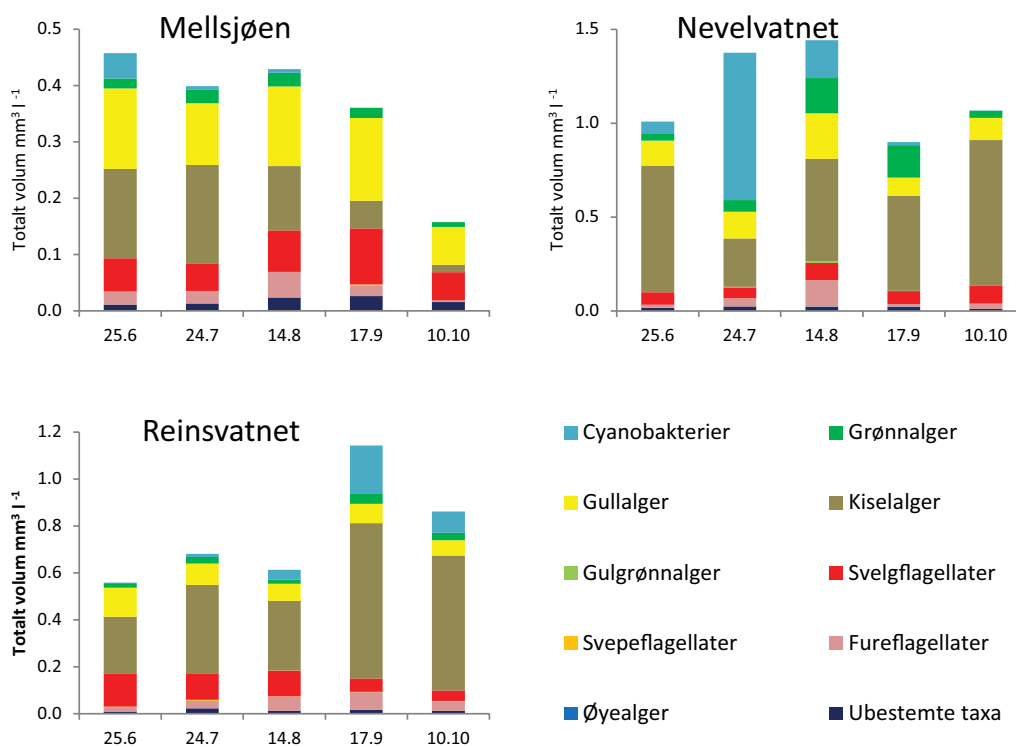 Mellsjøen
Totalt volum mm³ l ⁻¹
0.5
0.4
0.3
0.2
0.1
0.0
25.6 24.7 14.8 17.9 10.10
Nevelvatnet
Totalt volum mm³ l ⁻¹
1.5
1.0
0.5
0.0
25.6 24.7 14.8 17.9 10.10
Reinsvatnet
Totalt volum mm³ l ⁻¹
1.2
1.0
0.8
0.6
0.4
0.2
0.0
25.6 24.7 14.8 17.9 10.10
Cyanobakterier Grønnalger
Gullalger Kiselalger
Gulgrønnalger Svelgflagellater
Svepeflagellater Fureflagellater
Øyealger Ubestemte taxa